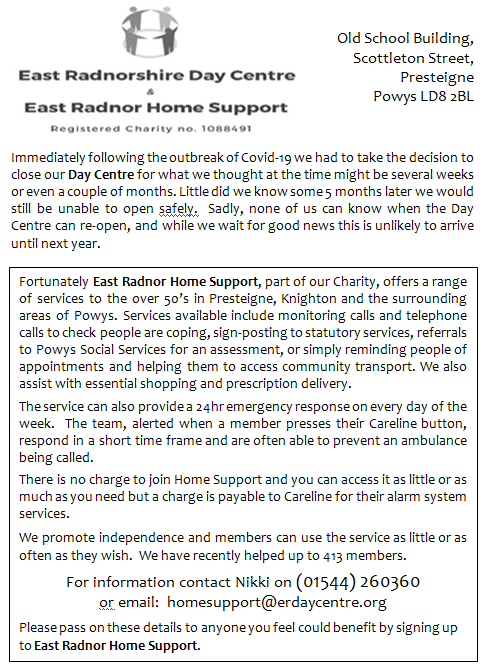 Old School Building,
Scottleton Street,
Presteigne
Powys LD8 2BL
East Radnorshire Day Centre
&
East Radnor Home Support
Registered Charity no. 1088491
Immediately following the outbreak of Covid-19 we had to take the decision to
close our Day Centre for what we thought at the time might be several weeks
or even a couple of months. Little did we know some 5 months later we would
still be unable to open safely. Sadly, none of us can know when the Day
Centre can re-open, and while we wait for good news this is unlikely to arrive
until next year.
Fortunately East Radnor Home Support, part of our Charity, offers a range
of services to the over 50's in Presteigne, Knighton and the surrounding
areas of Powys. Services available include monitoring calls and telephone
calls to check people are coping, sign-posting to statutory services, referrals
to Powys Social Services for an assessment, or simply reminding people of
appointments and helping them to access community transport. We also
assist with essential shopping and prescription delivery.
The service can also provide a 24hr emergency response on every day of the
week. The team, alerted when a member presses their Careline button,
respond in a short time frame and are often able to prevent an ambulance
being called.
There is no charge to join Home Support and you can access it as little or as
much as you need but a charge is payable to Careline for their alarm system
services.
We promote independence and members can use the service as little or as
often as they wish. We have recently helped up to 413 members.
For information contact Nikki on (01544) 260360
or email: homesupport@erdaycentre.org
Please pass on these details to anyone you feel could benefit by signing up
to East Radnor Home Support.